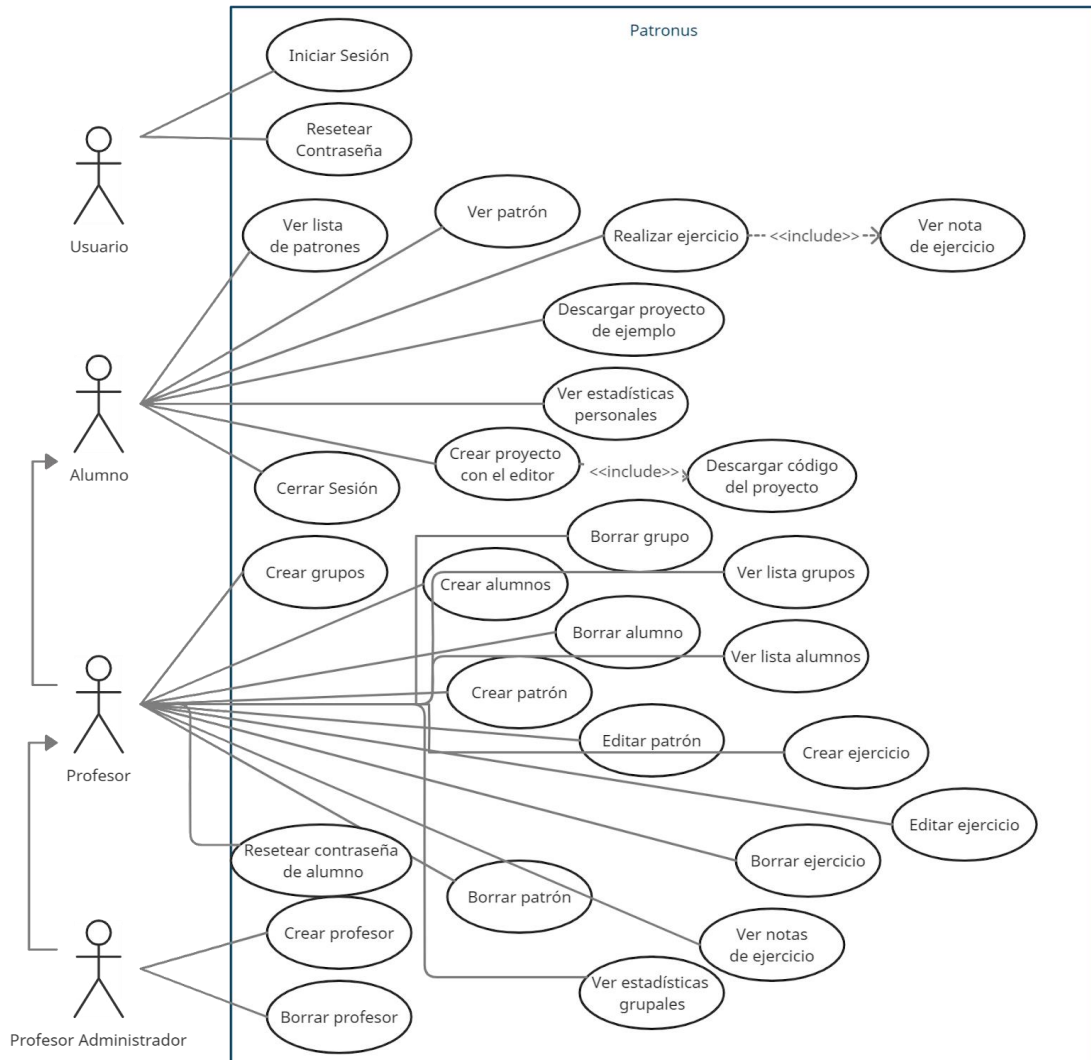 Patronus
Iniciar Sesión
Resetear
Contraseña
Usuario
Ver lista
de patrones
Ver patrón
Realizar ejercicio
<<include>>
Ver nota
de ejercicio
Descargar proyecto
de ejemplo
Ver estadísticas
personales
Alumno
Crear proyecto
con el editor
<<include>>
Descargar código
del proyecto
Cerrar Sesión
Borrar grupo
Crear grupos
Crear alumnos
Ver lista grupos
Borrar alumno
Ver lista alumnos
Crear patrón
Editar patrón
Crear ejercicio
Profesor
Editar ejercicio
Resetear contraseña
de alumno
Borrar ejercicio
Borrar patrón
Crear profesor
Ver notas
de ejercicio
Ver estadísticas
grupales
Borrar profesor
Profesor Administrador